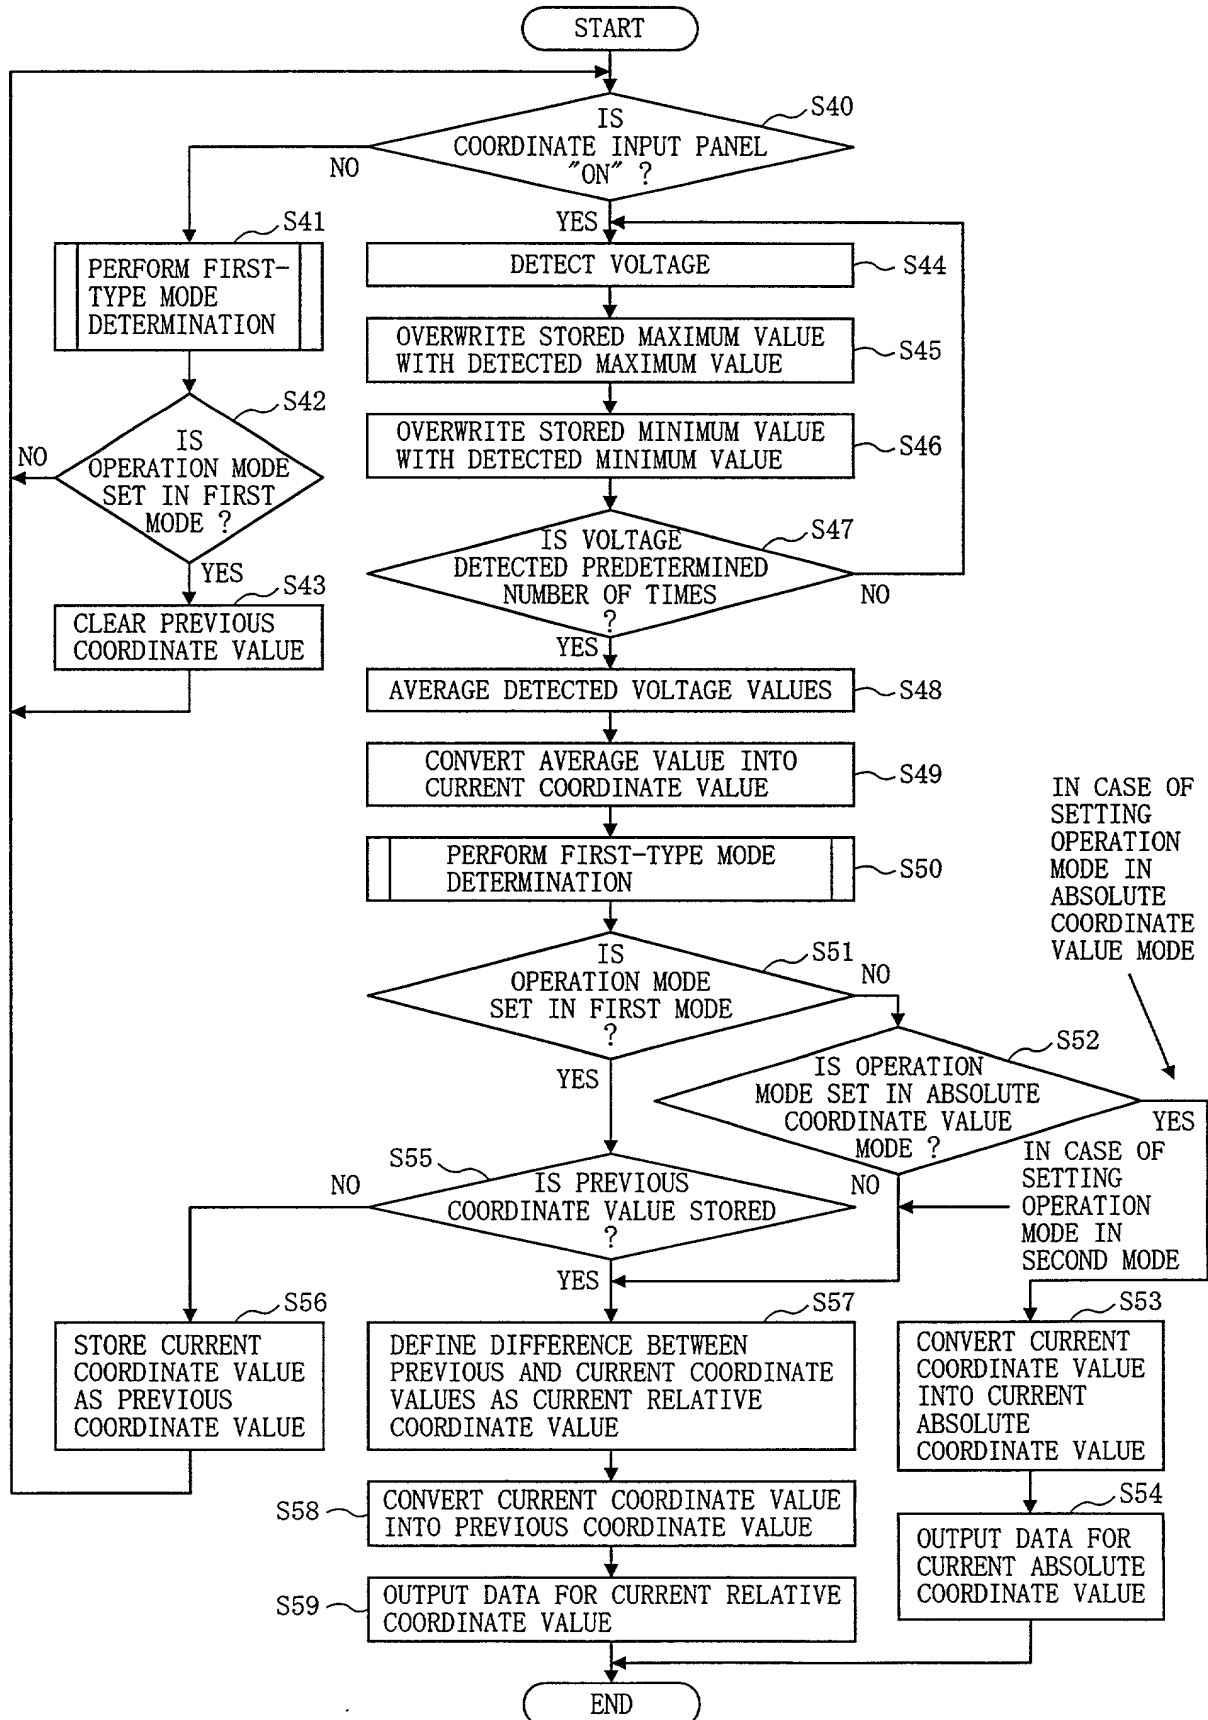 START
S40
IS
COORDINATE INPUT PANEL
"ON" ?
NO
YES
S41
PERFORM FIRST-
TYPE MODE
DETERMINATION
S42
IS
OPERATION MODE
SET IN FIRST
MODE ?
NO
YES
S43
CLEAR PREVIOUS
COORDINATE VALUE
DETECT VOLTAGE
S44
OVERWRITE STORED MAXIMUM VALUE
WITH DETECTED MAXIMUM VALUE
S45
OVERWRITE STORED MINIMUM VALUE
WITH DETECTED MINIMUM VALUE
S46
S47
IS VOLTAGE
DETECTED PREDETERMINED
NUMBER OF TIMES
?
NO
YES
AVERAGE DETECTED VOLTAGE VALUES
S48
CONVERT AVERAGE VALUE INTO
CURRENT COORDINATE VALUE
S49
PERFORM FIRST-TYPE MODE
DETERMINATION
S50
S51
IS
OPERATION MODE
SET IN FIRST MODE
?
NO
YES
IN CASE OF
SETTING
OPERATION
MODE IN
ABSOLUTE
COORDINATE
VALUE MODE
S52
IS OPERATION
MODE SET IN ABSOLUTE
COORDINATE VALUE
MODE ?
YES
NO
IN CASE OF
SETTING
OPERATION
MODE IN
SECOND MODE
S55
IS PREVIOUS
COORDINATE VALUE STORED
?
NO
YES
S56
STORE CURRENT
COORDINATE VALUE
AS PREVIOUS
COORDINATE VALUE
S57
DEFINE DIFFERENCE BETWEEN
PREVIOUS AND CURRENT COORDINATE
VALUES AS CURRENT RELATIVE
COORDINATE VALUE
S53
CONVERT CURRENT
COORDINATE VALUE
INTO CURRENT
ABSOLUTE
COORDINATE VALUE
S58
CONVERT CURRENT COORDINATE VALUE
INTO PREVIOUS COORDINATE VALUE
S54
OUTPUT DATA FOR
CURRENT ABSOLUTE
COORDINATE VALUE
S59
OUTPUT DATA FOR CURRENT RELATIVE
COORDINATE VALUE
END